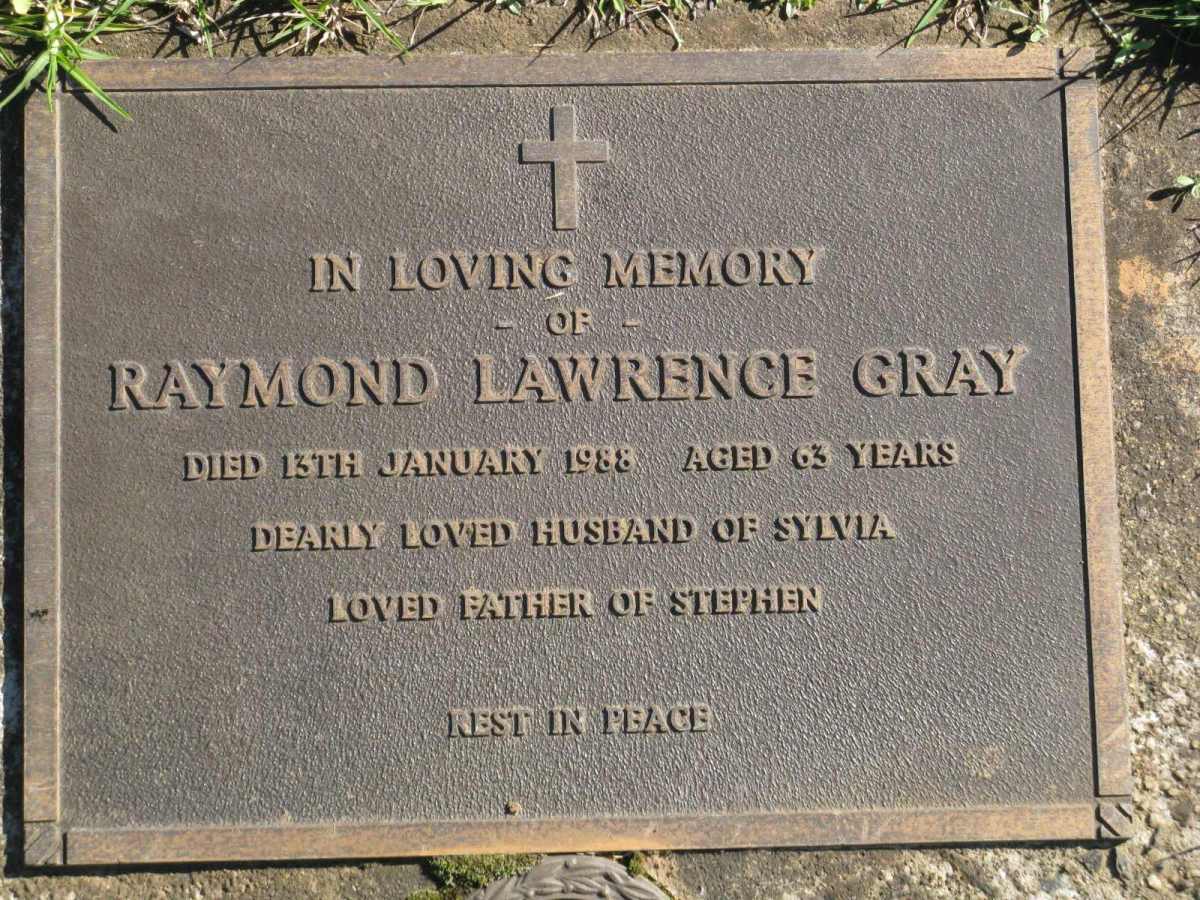 IN LOVING MEMORY
- OF -
RAYMOND LAWRENCE GRAY
DIED 13TH JANUARY 1988 AGED 63 YEARS
DEARLY LOVED HUSBAND OF SYLVIA
LOVED FATHER OF STEPHEN
REST IN PEACE